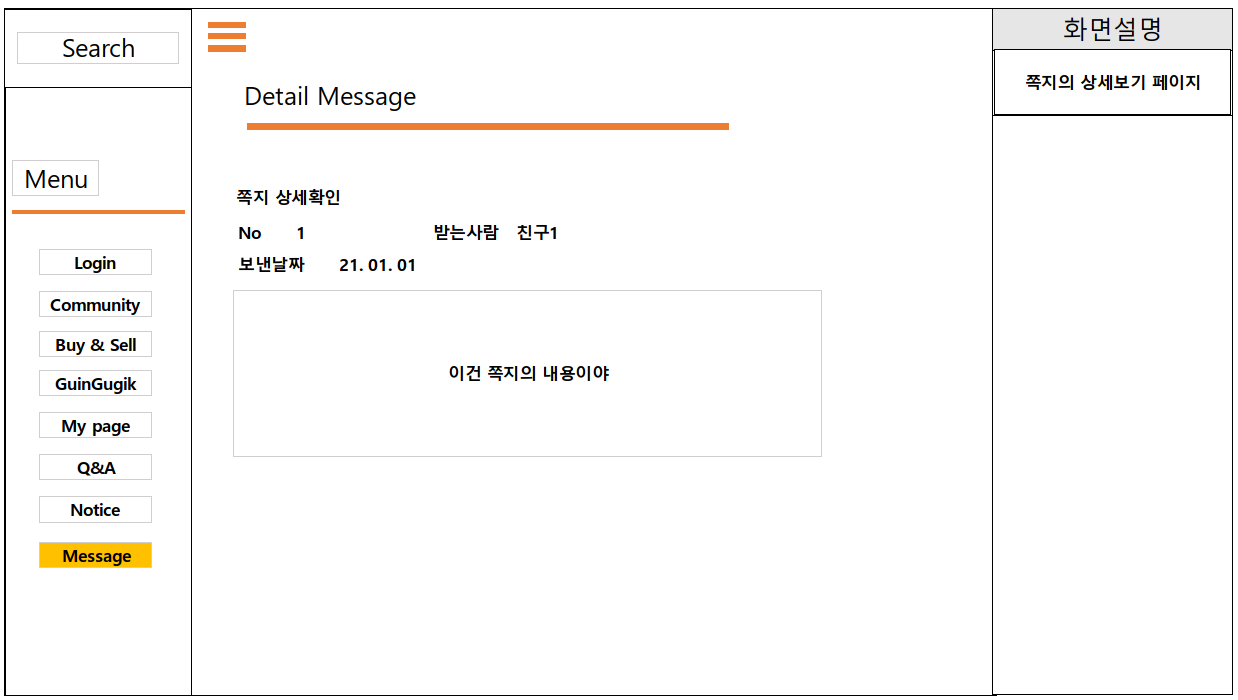 Search
Menu
Login
Community
Buy & Sell
GuinGugik
My page
Q&A
Notice
Message
Detail Message
쪽지 상세확인
No 1 받는사람 친구1
보낸날짜 21. 01. 01
이건 쪽지의 내용이야
화면설명
쪽지의 상세보기 페이지